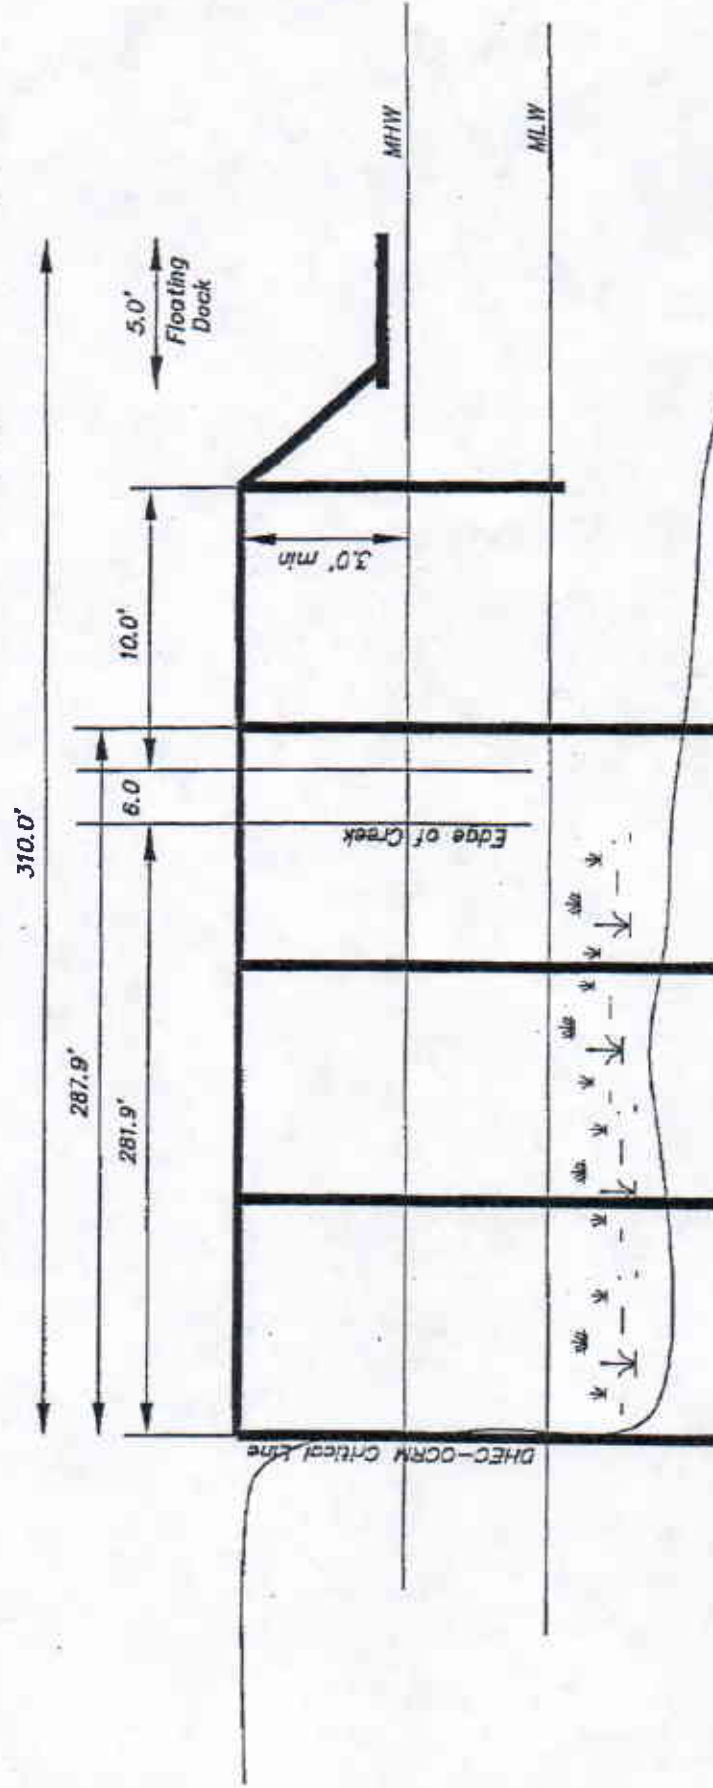 310.0'
287.9'
281.9'
6.0
10.0'
5.0'
Floating
Dock
3.0' min
MHW
MLW
Edge of Creek
DHEC-OCRM Critical Line